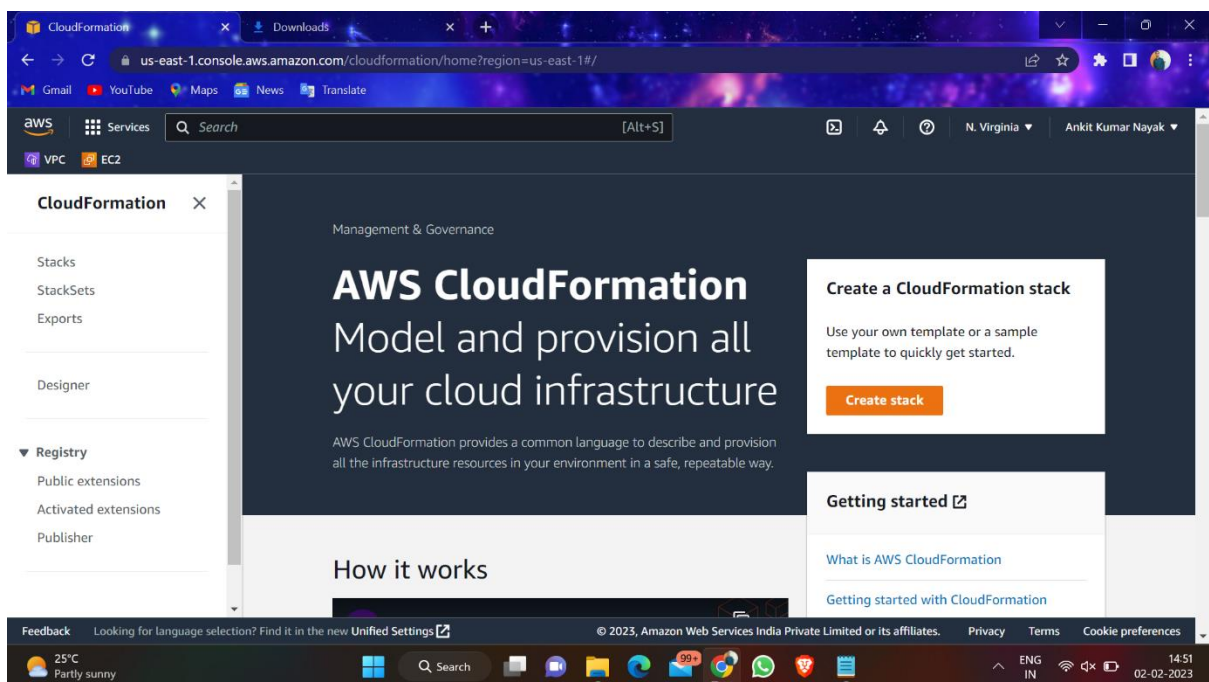 CloudFormation
Downloads
us-east-1.console.aws.amazon.com/cloudformation/home?region=us-east-1#/
Gmail YouTube Maps News Translate
aws Services Search [Alt+S] N. Virginia Ankit Kumar Nayak
VPC EC2
CloudFormation
Stacks
StackSets
Exports
Designer
Registry
Public extensions
Activated extensions
Publisher
Management & Governance
AWS CloudFormation
Model and provision all
your cloud infrastructure
AWS CloudFormation provides a common language to describe and provision
all the infrastructure resources in your environment in a safe, repeatable way.
Create a CloudFormation stack
Use your own template or a sample
template to quickly get started.
Create stack
Getting started
What is AWS CloudFormation
Getting started with CloudFormation
How it works
Feedback Looking for language selection? Find it in the new Unified Settings © 2023, Amazon Web Services India Private Limited or its affiliates. Privacy Terms Cookie preferences
25°C
Partly sunny
Search
99+
ENG
IN
14:51
02-02-2023